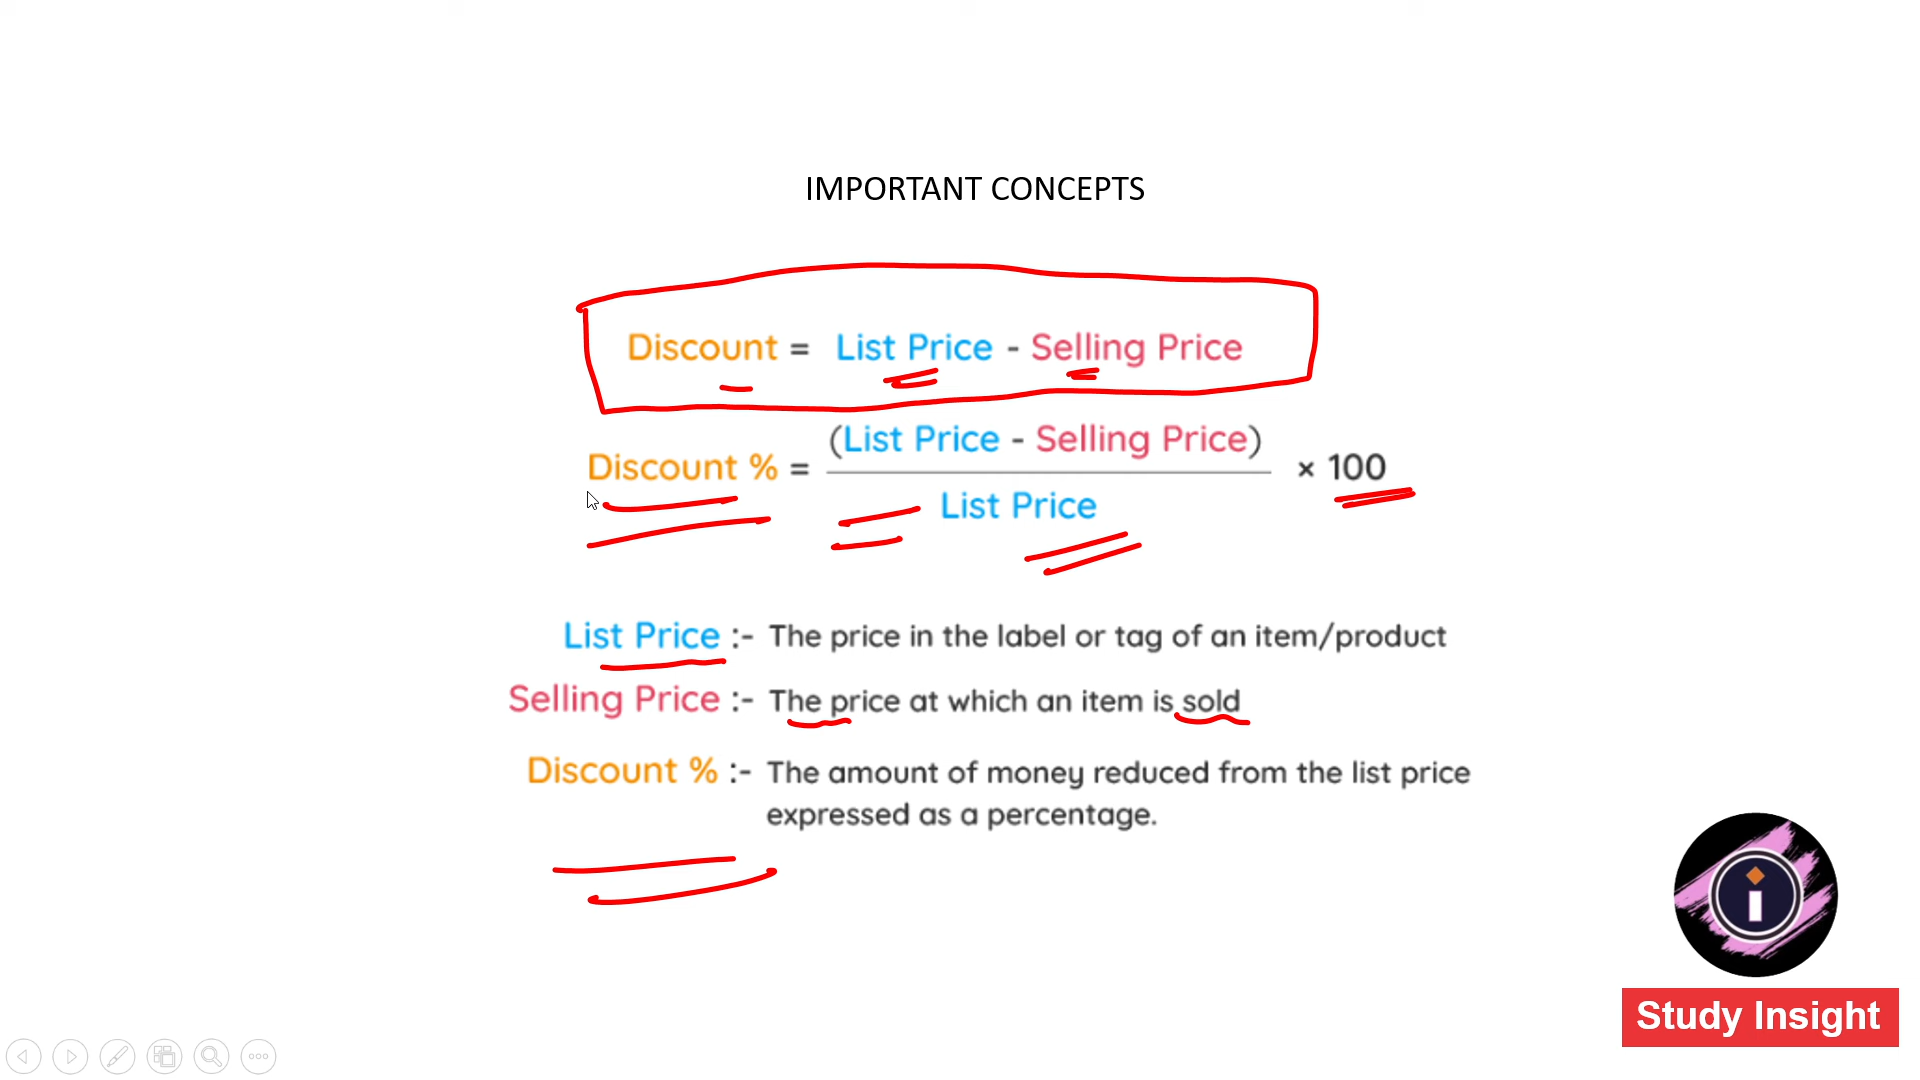 IMPORTANT CONCEPTS
Discount = List Price - Selling Price
Discount % = (List Price - Selling Price) / List Price × 100
List Price :- The price in the label or tag of an item/product
Selling Price :- The price at which an item is sold
Discount % :- The amount of money reduced from the list price
expressed as a percentage.
i
Study Insight